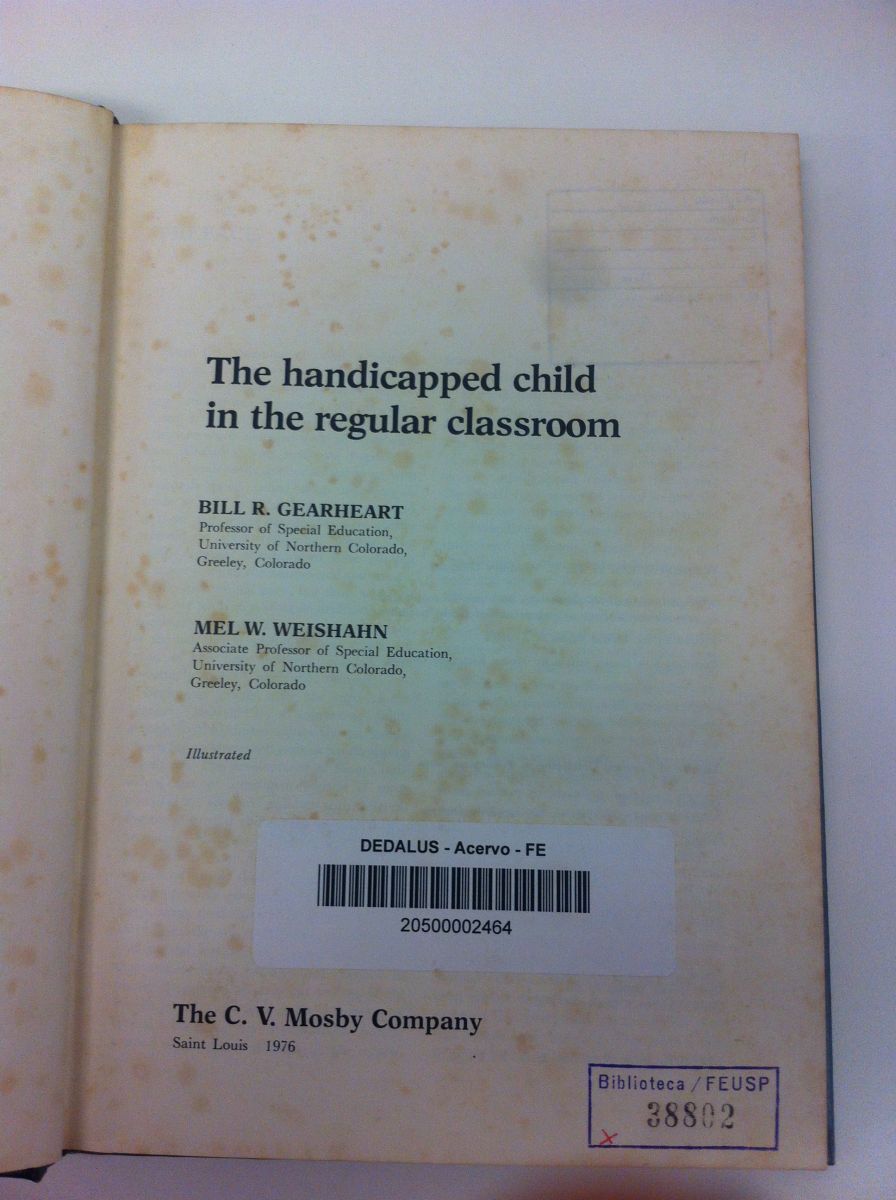 The handicapped child
in the regular classroom
BILL R. GEARHEART
Professor of Special Education,
University of Northern Colorado,
Greeley, Colorado
MEL W. WEISHAHN
Associate Professor of Special Education,
University of Northern Colorado,
Greeley, Colorado
Illustrated
DEDALUS - Acervo - FE
20500002464
The C. V. Mosby Company
Saint Louis 1976
Biblioteca / FEUSP
38802